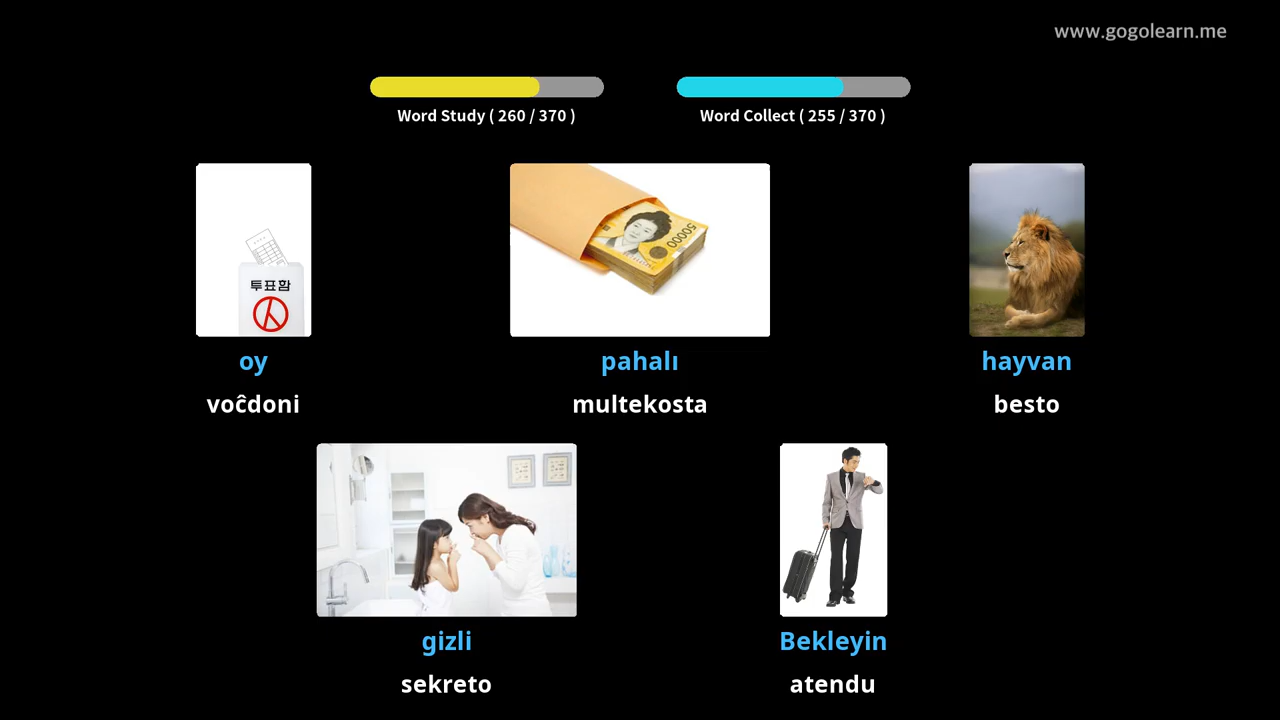 www.gogolearn.me
Word Study ( 260 / 370 )
Word Collect ( 255 / 370 )
투표함
50000
oy
pahalı
hayvan
voĉdoni
multekosta
besto
gizli
Bekleyin
sekreto
atendu